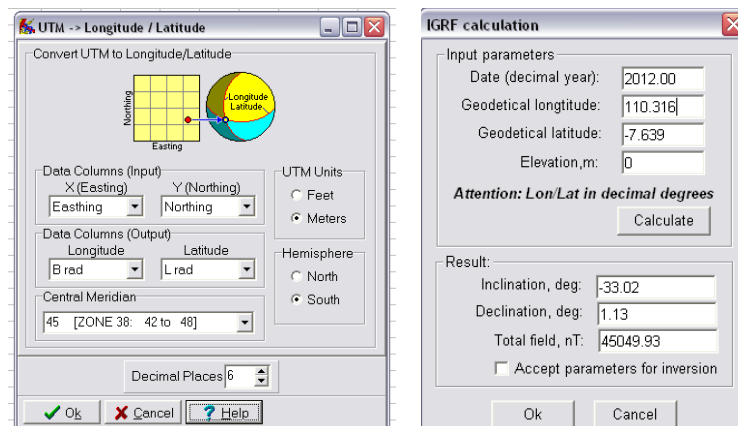 UTM -> Longitude / Latitude
Convert UTM to Longitude/Latitude
Northing
Longitude
Latitude
Easting
Data Columns (Input)
X (Easting) Y (Northing)
Easthing Northing
UTM Units
Feet
Meters
Data Columns (Output)
Longitude Latitude
B rad L rad
Hemisphere
North
South
Central Meridian
45 [ZONE 38: 42 to 48]
Decimal Places 6
Ok Cancel ? Help
IGRF calculation
Input parameters
Date (decimal year): 2012.00
Geodetical longtitude: 110.316
Geodetical latitude: -7.639
Elevation,m: 0
Attention: Lon/Lat in decimal degrees
Calculate
Result:
Inclination, deg: -33.02
Declination, deg: 1.13
Total field, nT: 45049.93
Accept parameters for inversion
Ok Cancel